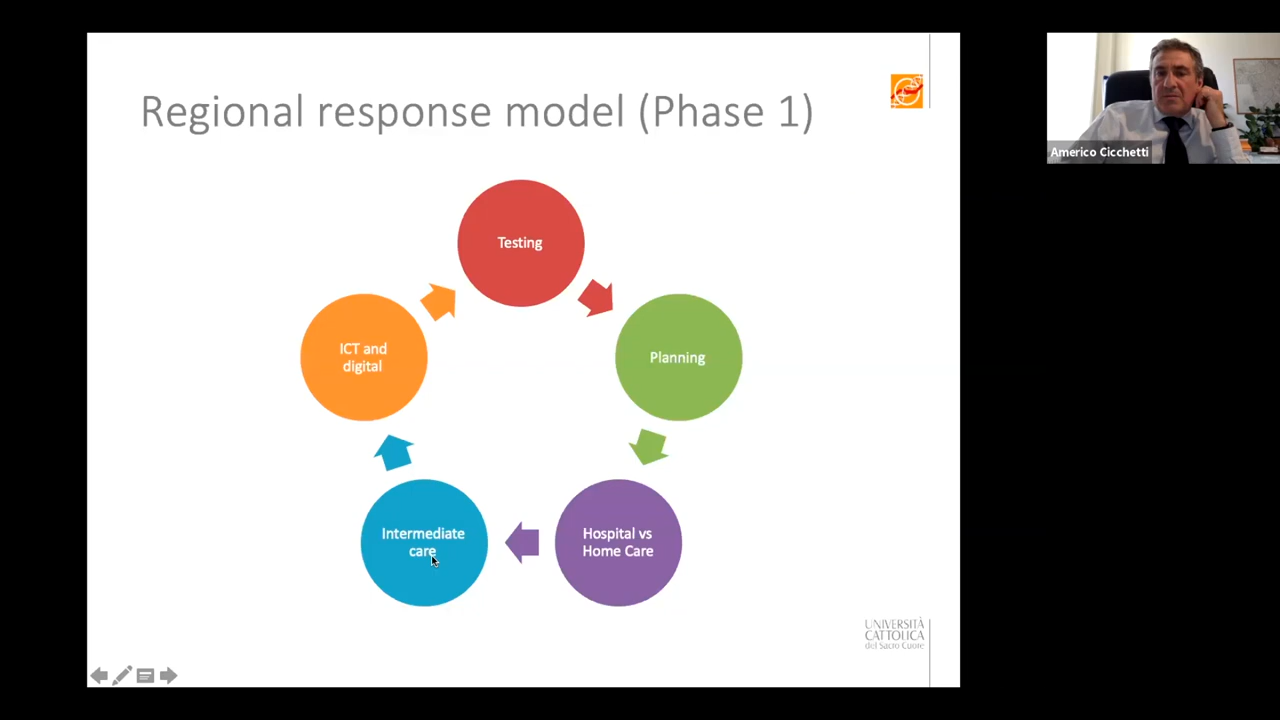 Regional response model (Phase 1)
Americo Cicchetti
Testing
ICT and
digital
Planning
Intermediate
care
Hospital vs
Home Care
UNIVERSITÀ
CATTOLICA
del Sacro Cuore